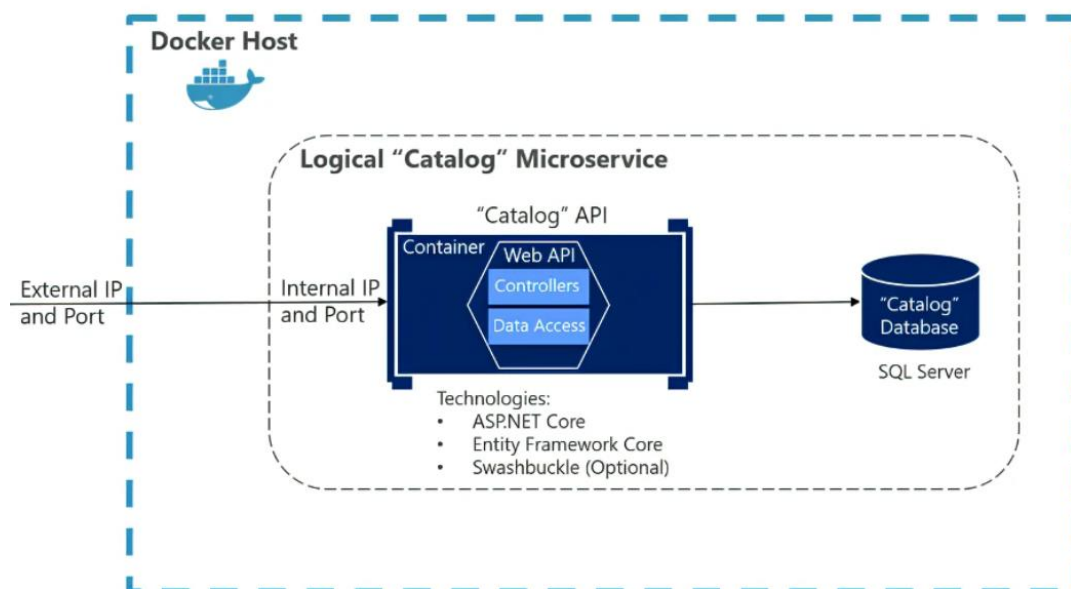 Docker Host
Logical “Catalog” Microservice
“Catalog” API
Container
Web API
Controllers
Data Access
External IP
and Port
Internal IP
and Port
“Catalog”
Database
SQL Server
Technologies:
• ASP.NET Core
• Entity Framework Core
• Swashbuckle (Optional)